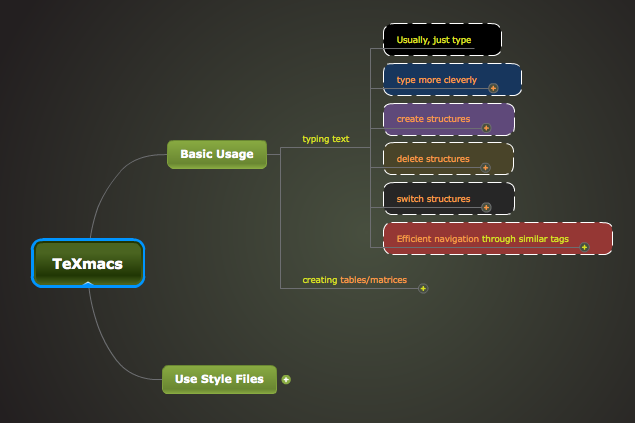 TeXmacs
Basic Usage
typing text
Usually, just type
type more cleverly
create structures
delete structures
switch structures
Efficient navigation through similar tags
creating tables/matrices
Use Style Files